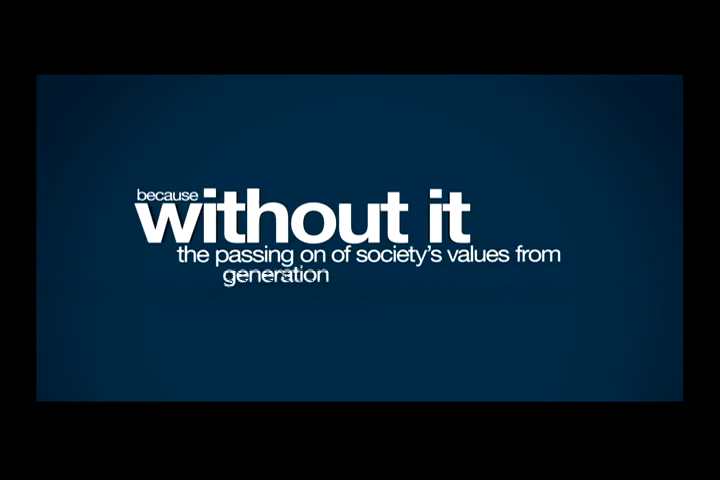 because
without it
the passing on of society's values from
generation